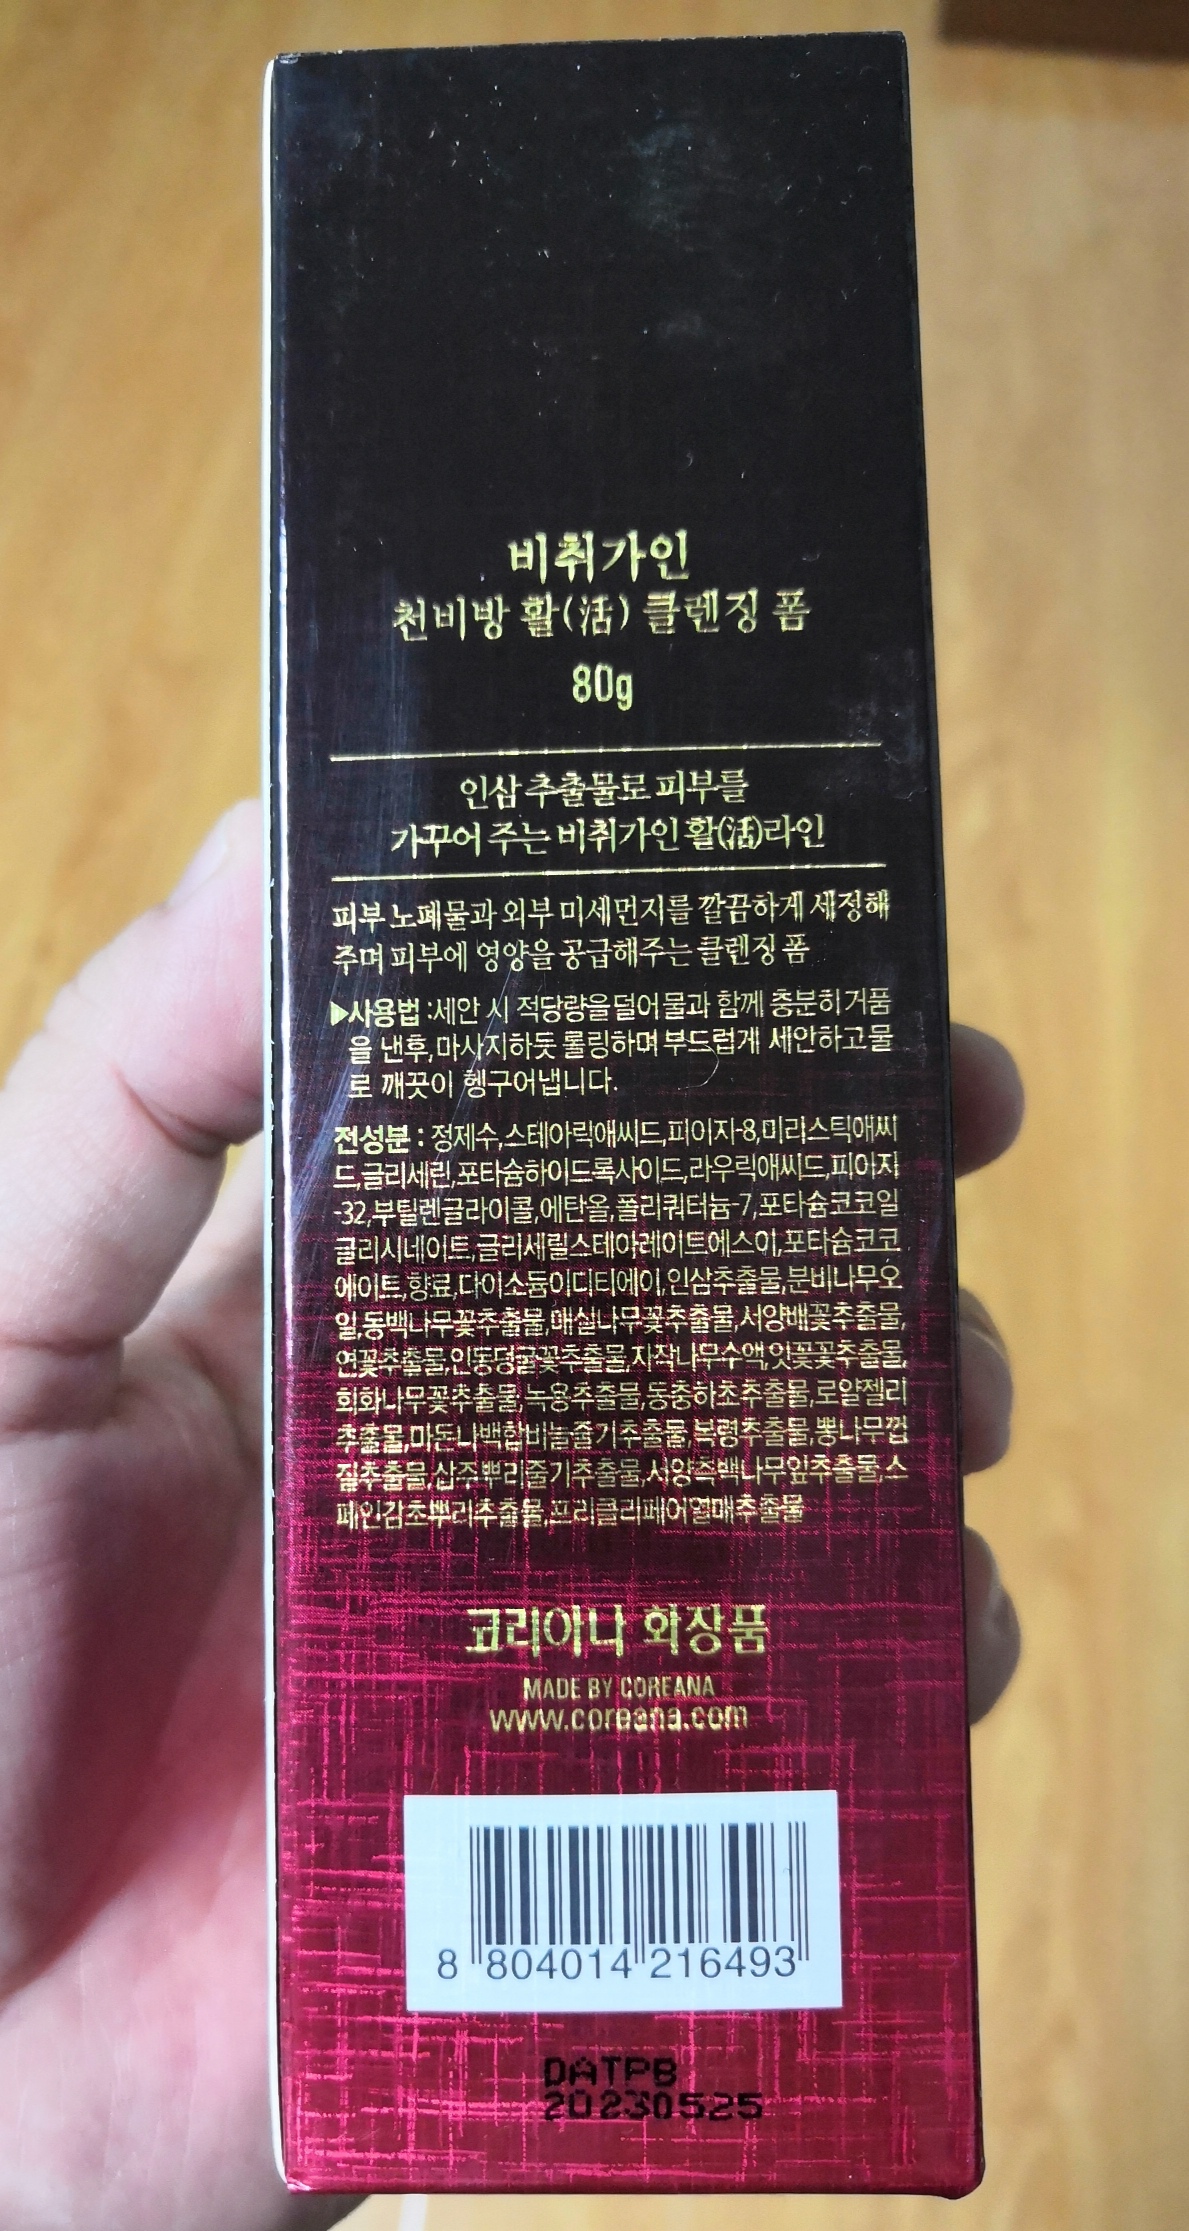 비취가인
천비방 활(活) 클렌징 폼
80g
인삼 추출물로 피부를
가꾸어 주는 비취가인 활(活)라인
피부 노폐물과 외부 미세먼지를 깔끔하게 세정해
주며 피부에 영양을 공급해주는 클렌징 폼
▶사용법 :세안 시 적당량을 덜어 물과 함께 충분히 거품
을 낸후,마사지하듯 롤링하며 부드럽게 세안하고 물
로 깨끗이 헹구어냅니다.
전성분 : 정제수,스테아릭애씨드,피이지-8,미리스틱애씨
드,글리세린,포타슘하이드록사이드,라우릭애씨드,피이지
-32,부틸렌글라이콜,에탄올,폴리쿼터늄-7,포타슘코코일
글리시네이트,글리세릴스테아레이트에스이,포타슘코코
에이트,향료,다이소듐이디티에이,인삼추출물,분비나무오
일,동백나무꽃추출물,매실나무꽃추출물,서양배꽃추출물,
연꽃추출물,인동덩굴꽃추출물,자작나무수액,잇꽃꽃추출물,
회화나무꽃추출물,녹용추출물,동충하초추출물,로얄젤리
추출물,마돈나백합비늘줄기추출물,복령추출물,뽕나무껍
질추출물,삽주뿌리줄기추출물,서양측백나무잎추출물,스
페인감초뿌리추출물,프리클리페어열매추출물
코리아나 화장품
MADE BY COREANA
www.coreana.com
8 804014 216493
DATPB
20230525